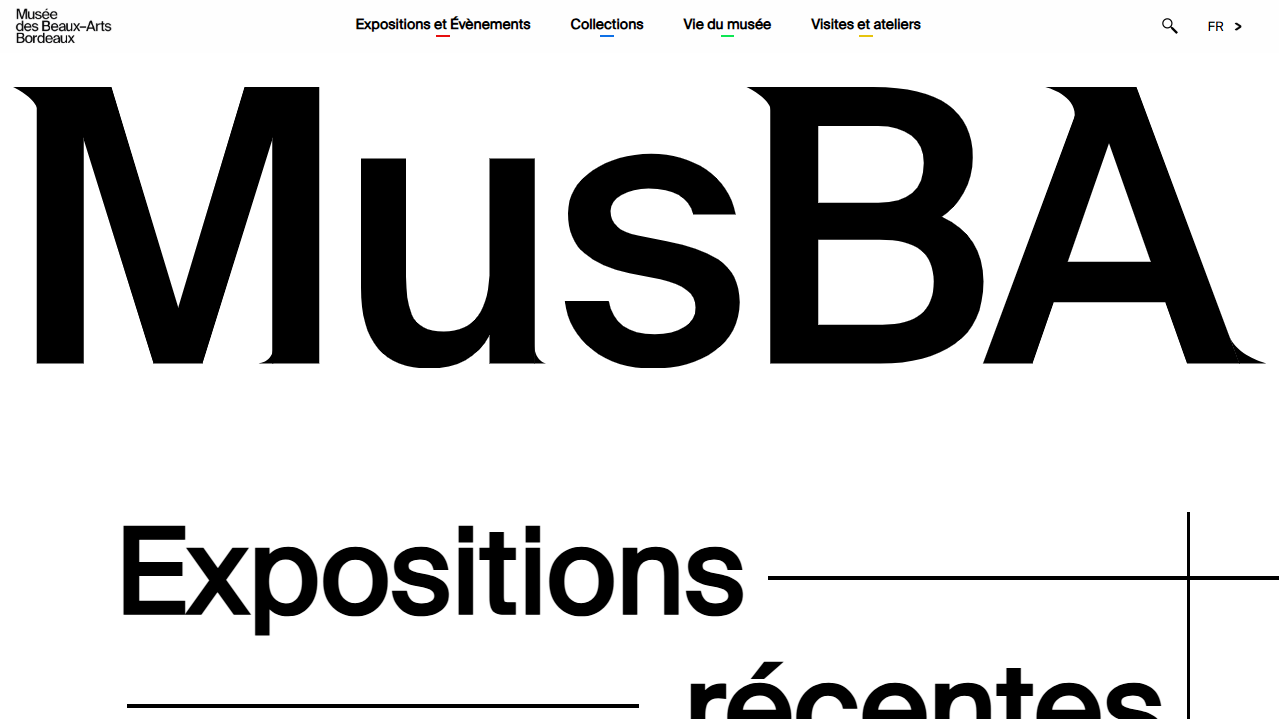 Musée
des Beaux-Arts
Bordeaux
Expositions et Évènements
Collections
Vie du musée
Visites et ateliers
FR
MusBA
Expositions
récentes